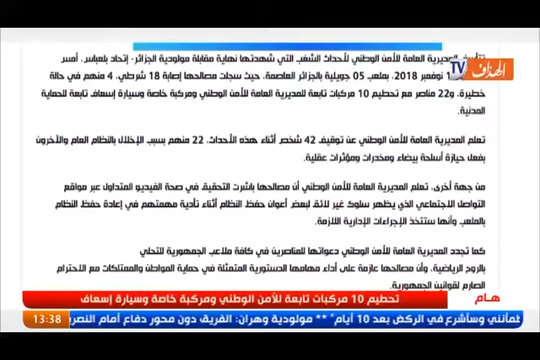 المديرية العامة للأمن الوطني لأحداث الشغب التي شهدتها نهاية مقابلة مولودية الجزائر- إتحاد بلعباس، أمسر
نوفمبر 2018، بملعب 05 جويلية بالجزائر العاصمة، حيث سجلت مصالحها إصابة 18 شرطي، 4 منهم في حالة
خطيرة، و22 مناصر مع تحطيم 10 مركبات تابعة للمديرية العامة للأمن الوطني ومركبة خاصة وسيارة إسعاف تابعة للحماية
المدنية.
تعلم المديرية العامة للأمن الوطني عن توقيف 42 شخص أثناء هذه الأحداث، 22 منهم بسبب الإخلال بالنظام العام والآخرون
بفعل حيازة أسلحة بيضاء ومخدرات ومؤثرات عقلية.
من جهة أخرى، تعلم المديرية العامة للأمن الوطني أن مصالحها باشرت التحقيق في صحة الفيديو المتداول عبر مواقع
التواصل الاجتماعي الذي يظهر سلوك غير لائق لبعض أعوان حفظ النظام أثناء تأدية مهمتهم في إعادة حفظ النظام
بالملعب وأنها ستتخذ الإجراءات الإدارية اللازمة.
كما تجدد المديرية العامة للأمن الوطني دعواتها للمناصرين في كافة ملاعب الجمهورية للتحلي
بالروح الرياضية، وأن مصالحها عازمة على أداء مهامها الدستورية المتمثلة في حماية المواطن والممتلكات مع الاحترام
الصارم لقوانين الجمهورية.
الهداف TV
هـام
تحطيم 10 مركبات تابعة للأمن الوطني ومركبة خاصة وسيارة إسعاف
طمأنني وسأشرع في الركض بعد 10 أيام" ** مولودية وهران: الفريق دون محور دفاع أمام النصر
13:38